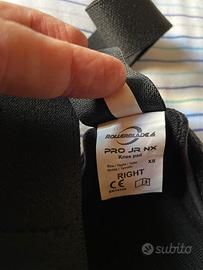 ROLLERBLADE
PRO JR NX
Knee pad
XS
RIGHT
CE
subito